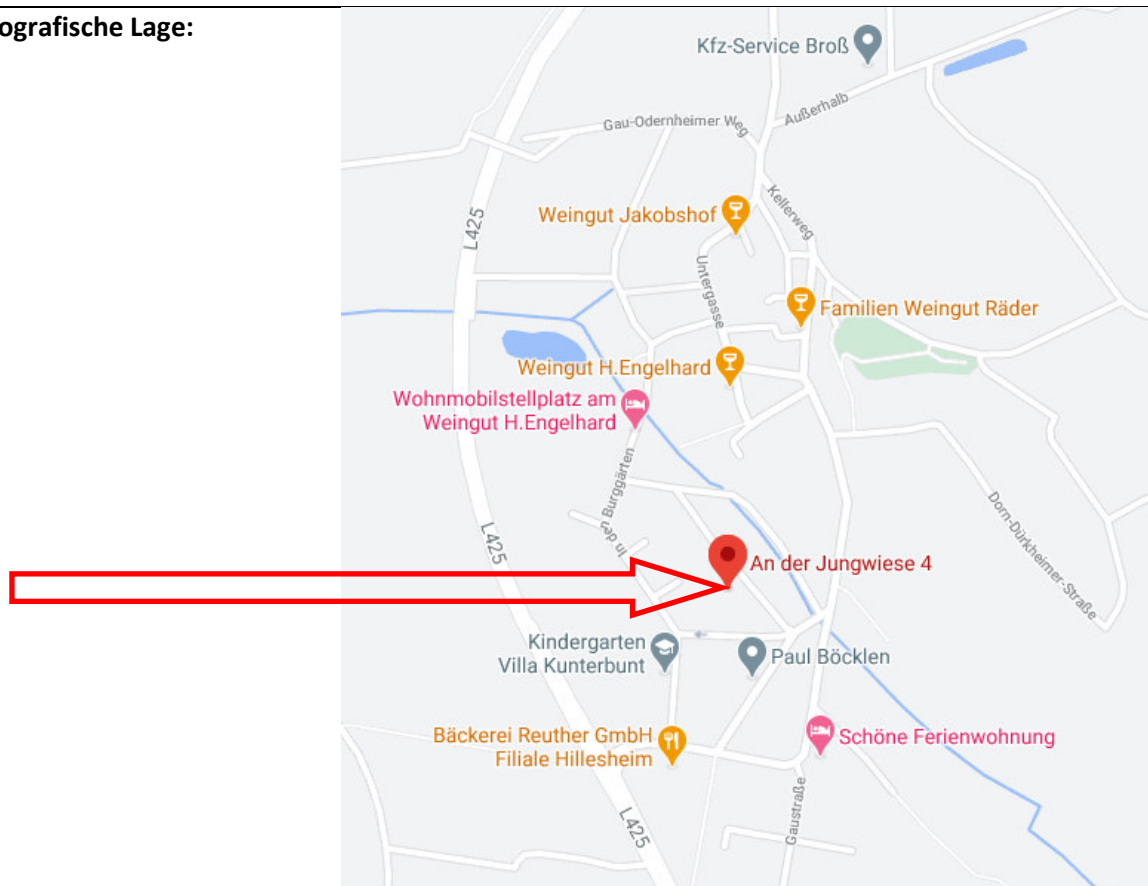 ografische Lage:
Kfz-Service Broß
Außerhalb
Gau-Odernheimer Weg
Kellerweg
L425
Weingut Jakobshof
Untergasse
Familien Weingut Räder
Weingut H.Engelhard
Wohnmobilstellplatz am
Weingut H.Engelhard
In den Burggärten
Dorn-Dürkheimer-Straße
L425
An der Jungwiese 4
Kindergarten
Villa Kunterbunt
Paul Böcklen
Bäckerei Reuther GmbH
Filiale Hillesheim
Schöne Ferienwohnung
Gaustraße
L425